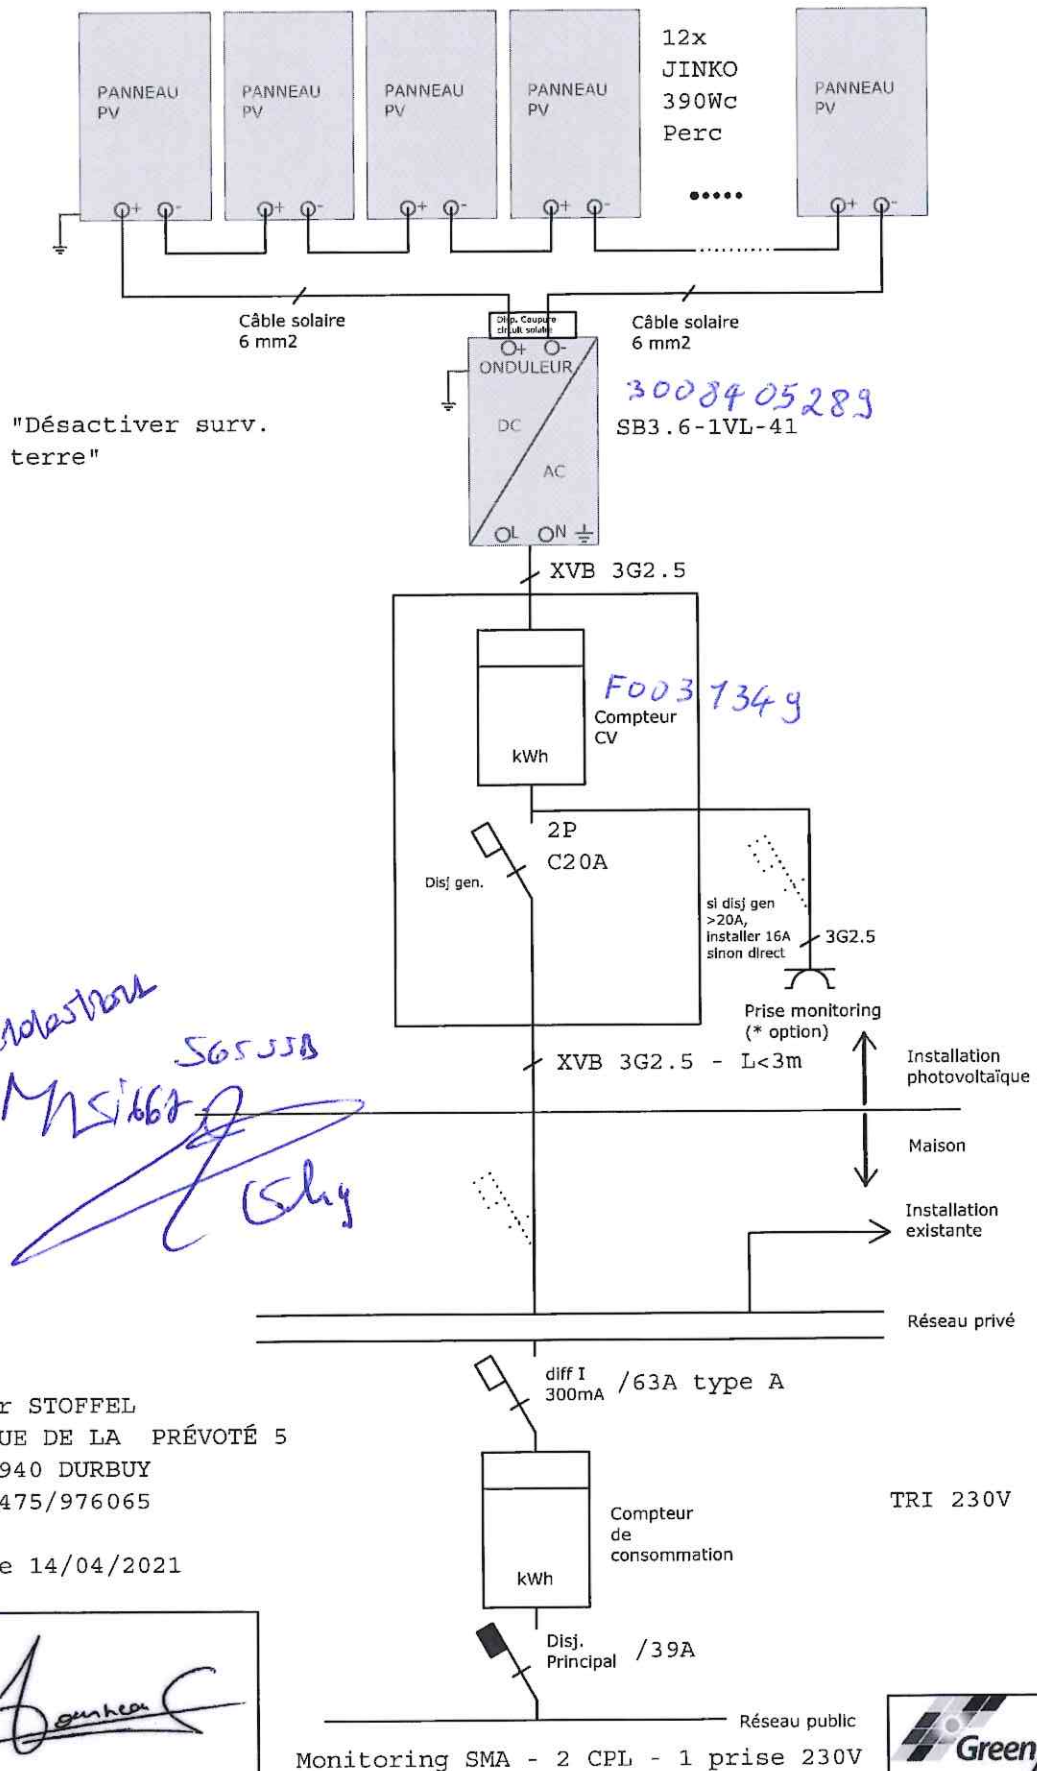 PANNEAU
PV
PANNEAU
PV
PANNEAU
PV
PANNEAU
PV
12x
JINKO
390Wc
Perc
.....
PANNEAU
PV
O+ O-
O+ O-
O+ O-
O+ O-
O+ O-
Câble solaire
6 mm2
Disp. Coupure
circuit solaire
Câble solaire
6 mm2
O+ O-
ONDULEUR
DC
AC
OL ON
3008405289
SB3.6-1VL-41
"Désactiver surv.
terre"
XVB 3G2.5
F0031349
Compteur
CV
kWh
2P
C20A
Disj gen.
si disj gen
>20A,
installer 16A
sinon direct
3G2.5
Prise monitoring
(* option)
XVB 3G2.5 - L<3m
Installation
photovoltaïque
Maison
Installation
existante
Réseau privé
diff I
300mA /63A type A
r STOFFEL
UE DE LA PRÉVOTÉ 5
940 DURBUY
475/976065
e 14/04/2021
Compteur
de
consommation
kWh
TRI 230V
Disj.
Principal /39A
Réseau public
Monitoring SMA - 2 CPL - 1 prise 230V
Green